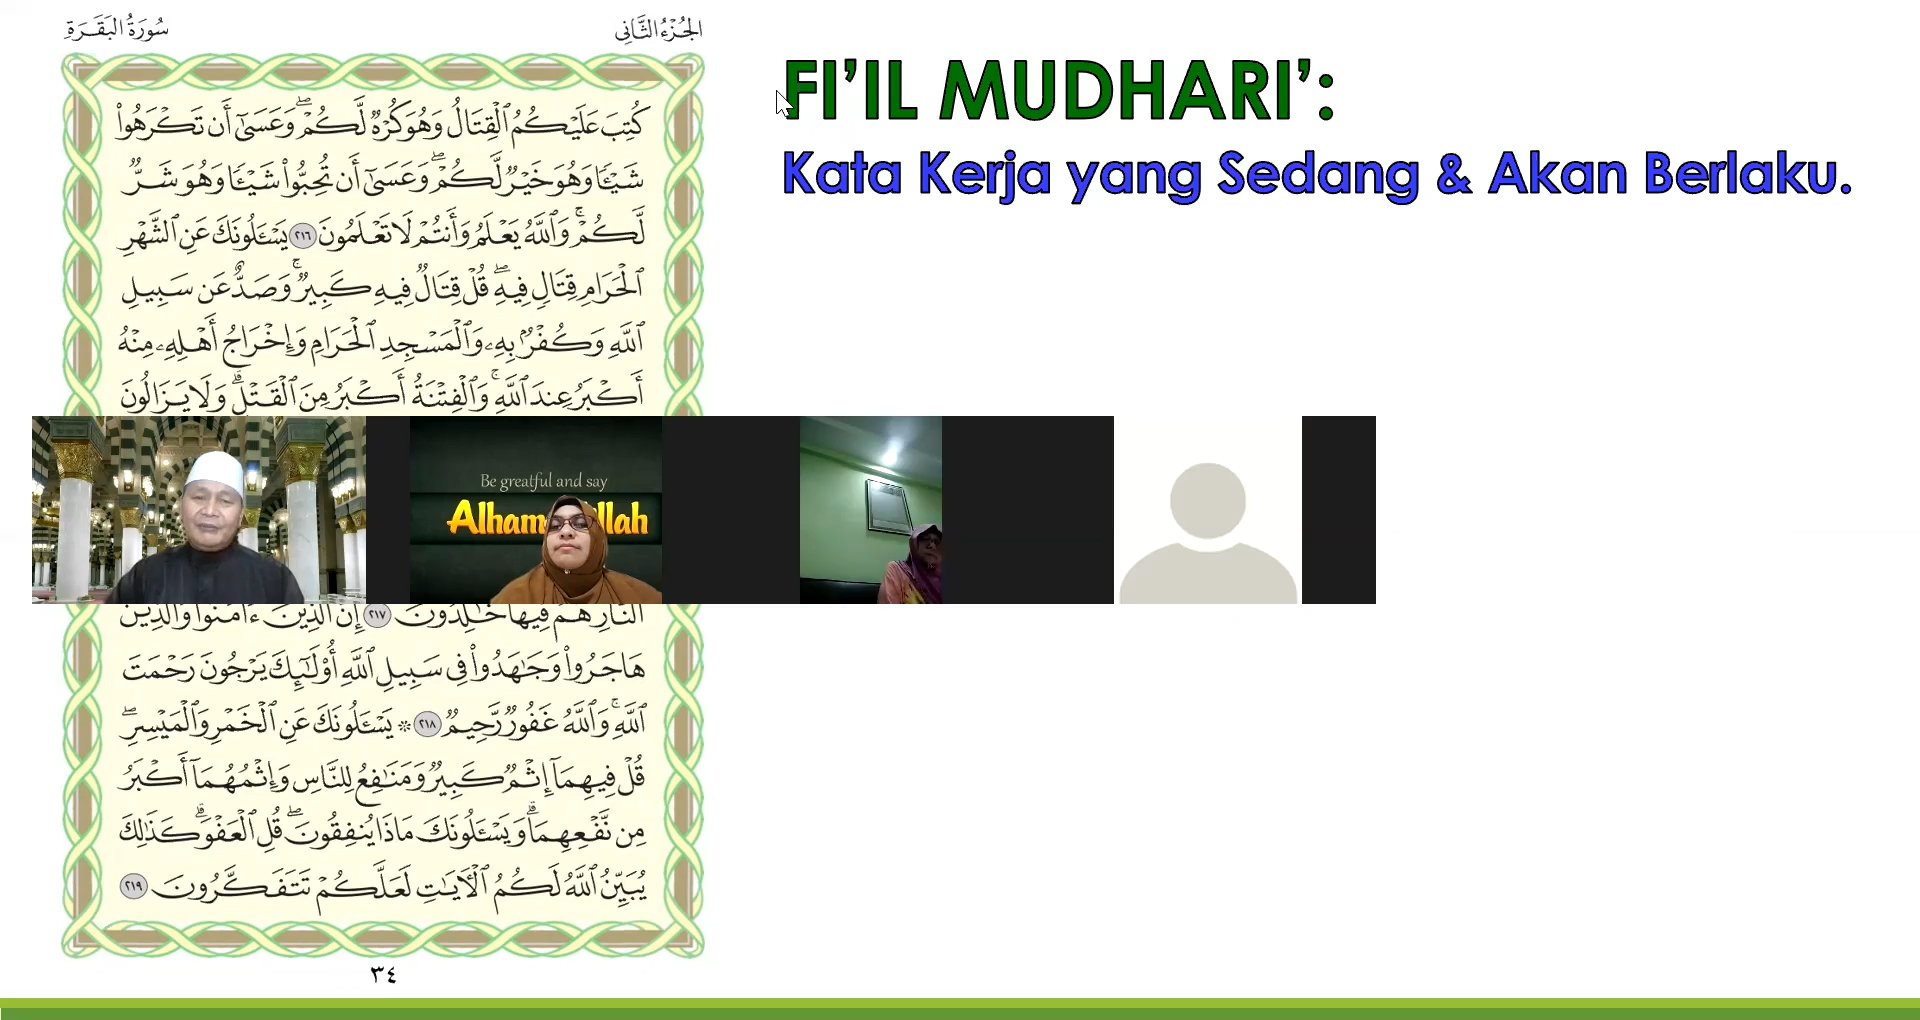 سُورَةُ البَقَرَةِ
الجُزْءُ الثَّانِي
FI’IL MUDHARI’:
Kata Kerja yang Sedang & Akan Berlaku.
كُتِبَ عَلَيْكُمُ ٱلْقِتَالُ وَهُوَ كُرْهٌ لَّكُمْ ۖ وَعَسَىٰٓ أَن تَكْرَهُوا۟
شَيْـًٔا وَهُوَ خَيْرٌ لَّكُمْ ۖ وَعَسَىٰٓ أَن تُحِبُّوا۟ شَيْـًٔا وَهُوَ شَرٌّ
لَّكُمْ ۗ وَٱللَّهُ يَعْلَمُ وَأَنتُمْ لَا تَعْلَمُونَ ٢١٦ يَسْـَٔلُونَكَ عَنِ ٱلشَّهْرِ
ٱلْحَرَامِ قِتَالٍ فِيهِ ۖ قُلْ قِتَالٌ فِيهِ كَبِيرٌ ۚ وَصَدٌّ عَن سَبِيلِ
ٱللَّهِ وَكُفْرٌۢ بِهِۦ وَٱلْمَسْجِدِ ٱلْحَرَامِ وَإِخْرَاجُ أَهْلِهِۦ مِنْهُ
أَكْبَرُ عِندَ ٱللَّهِ ۚ وَٱلْفِتْنَةُ أَكْبَرُ مِنَ ٱلْقَتْلِ ۗ وَلَا يَزَالُونَ
Be greatful and say
ٱلنَّارِ هُمْ فِيهَا خَـٰلِدُونَ ٢١٧ إِنَّ ٱلَّذِينَ ءَامَنُوا۟ وَٱلَّذِينَ
هَاجَرُوا۟ وَجَـٰهَدُوا۟ فِى سَبِيلِ ٱللَّهِ أُو۟لَـٰٓئِكَ يَرْجُونَ رَحْمَتَ
ٱللَّهِ ۚ وَٱللَّهُ غَفُورٌ رَّحِيمٌ ٢١٨ ۞ يَسْـَٔلُونَكَ عَنِ ٱلْخَمْرِ وَٱلْمَيْسِرِ ۖ
قُلْ فِيهِمَآ إِثْمٌ كَبِيرٌ وَمَنَـٰفِعُ لِلنَّاسِ وَإِثْمُهُمَآ أَكْبَرُ
مِن نَّفْعِهِمَا ۗ وَيَسْـَٔلُونَكَ مَاذَا يُنفِقُونَ ۖ قُلِ ٱلْعَفْوَ ۗ كَذَٰلِكَ
يُبَيِّنُ ٱللَّهُ لَكُمُ ٱلْـَٔايَـٰتِ لَعَلَّكُمْ تَتَفَكَّرُونَ ٢١٩
٣٤